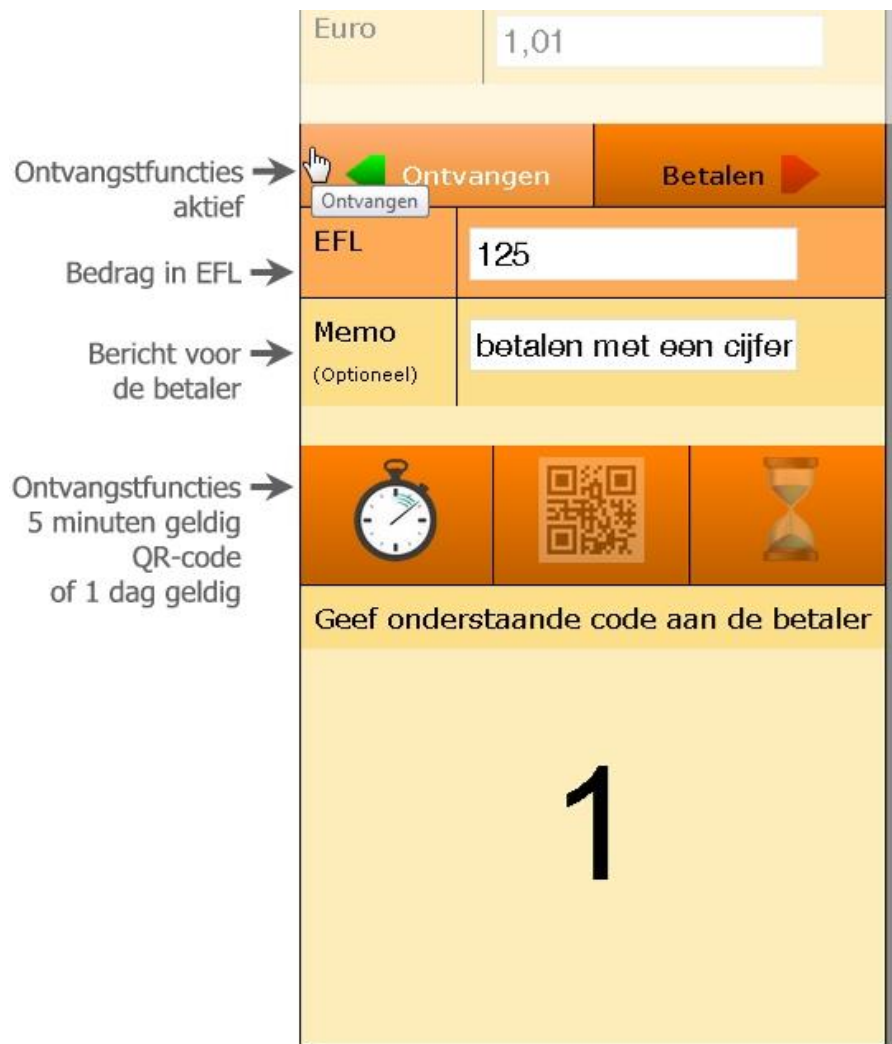 Euro
1,01
Ontvangstfuncties
aktief
Ontvangen
Betalen
Ontvangen
Bedrag in EFL
EFL
125
Bericht voor
de betaler
Memo
(Optioneel)
betalen met een cijfer
Ontvangstfuncties
5 minuten geldig
QR-code
of 1 dag geldig
Geef onderstaande code aan de betaler
1